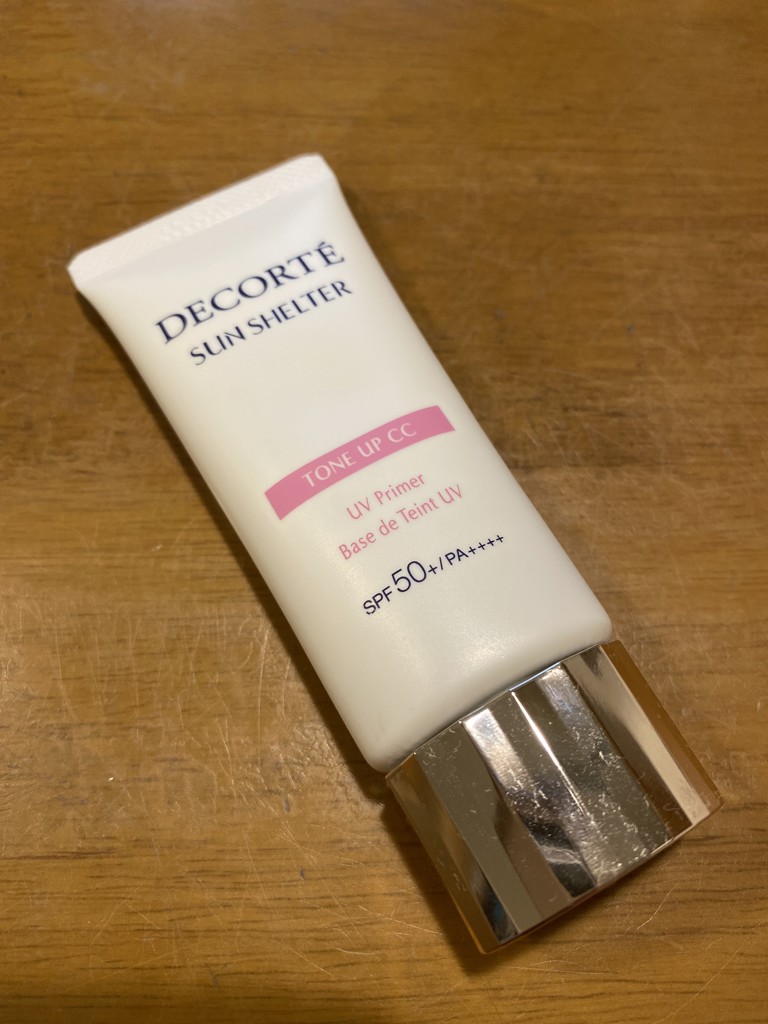 DECORTÉ
SUN SHELTER
TONE UP CC
UV Primer
Base de Teint UV
SPF50+/PA++++